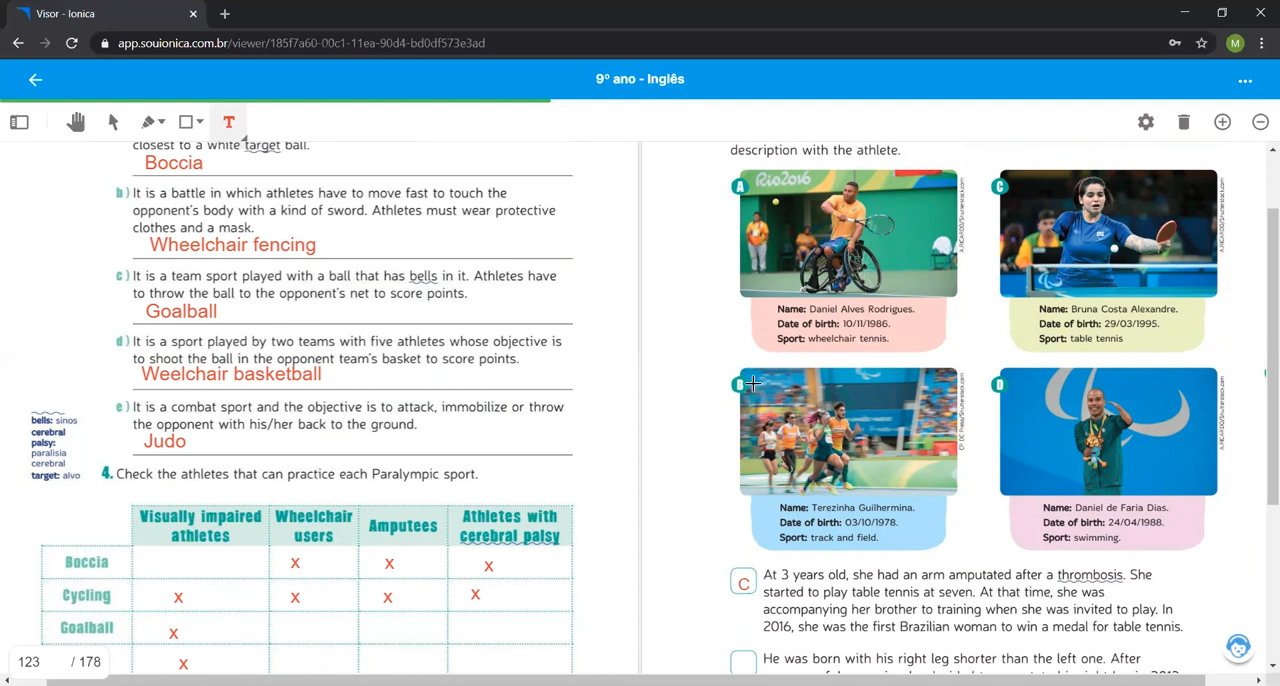 Visor - Ionica
app.souionica.com.br/viewer/185f7a60-00c1-11ea-90d4-bd0df573e3ad
M
9º ano - Inglês
T
closest to a white target ball.
Boccia
b) It is a battle in which athletes have to move fast to touch the
opponent's body with a kind of sword. Athletes must wear protective
clothes and a mask.
Wheelchair fencing
c) It is a team sport played with a ball that has bells in it. Athletes have
to throw the ball to the opponent's net to score points.
Goalball
d) It is a sport played by two teams with five athletes whose objective is
to shoot the ball in the opponent team's basket to score points.
Weelchair basketball
e) It is a combat sport and the objective is to attack, immobilize or throw
the opponent with his/her back to the ground.
Judo
bells: sinos
cerebral
palsy:
paralisia
cerebral
target: alvo
4. Check the athletes that can practice each Paralympic sport.
Visually impaired athletes Wheelchair users Amputees Athletes with cerebral palsy
Boccia x x x
Cycling x x x x
Goalball x
x
123 / 178
description with the athlete.
A
Rio2016
A.RICARDO/Shutterstock.com
Name: Daniel Alves Rodrigues.
Date of birth: 10/11/1986.
Sport: wheelchair tennis.
C
A.RICARDO/Shutterstock.com
Name: Bruna Costa Alexandre.
Date of birth: 29/03/1995.
Sport: table tennis
B
CP DC Press/Shutterstock.com
Name: Terezinha Guilhermina.
Date of birth: 03/10/1978.
Sport: track and field.
D
A.RICARDO/Shutterstock.com
Name: Daniel de Faria Dias.
Date of birth: 24/04/1988.
Sport: swimming.
C At 3 years old, she had an arm amputated after a thrombosis. She
started to play table tennis at seven. At that time, she was
accompanying her brother to training when she was invited to play. In
2016, she was the first Brazilian woman to win a medal for table tennis.
He was born with his right leg shorter than the left one. After